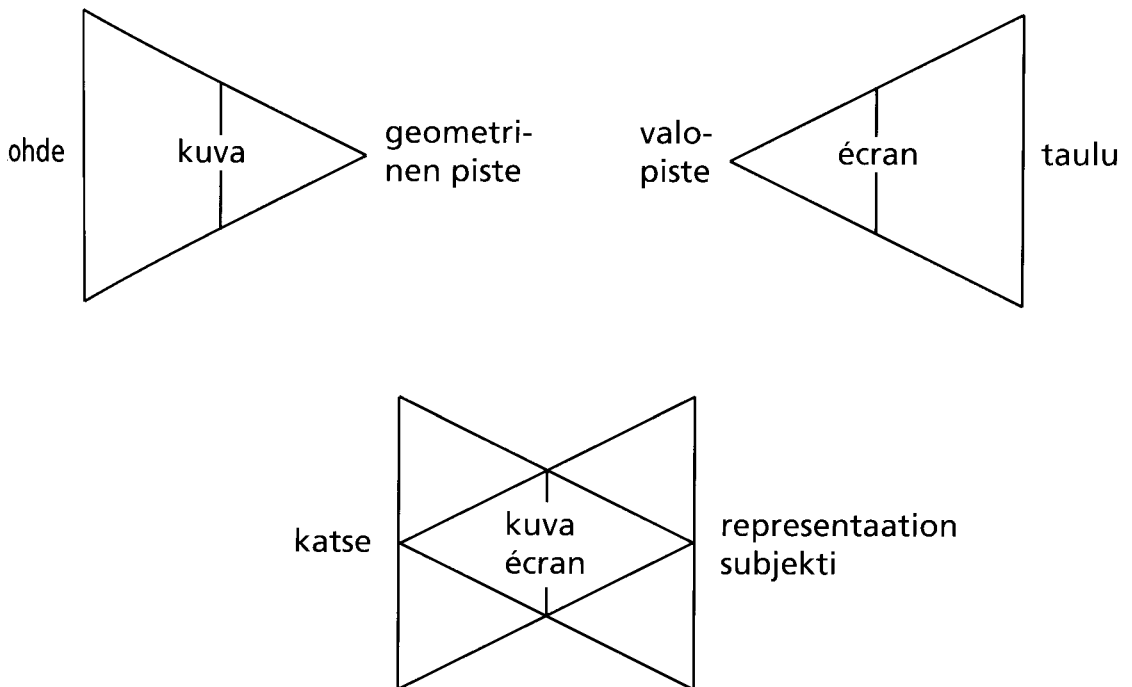 ohde
kuva
geometri-
nen piste
valo-
piste
écran
taulu
katse
kuva
écran
representaation
subjekti